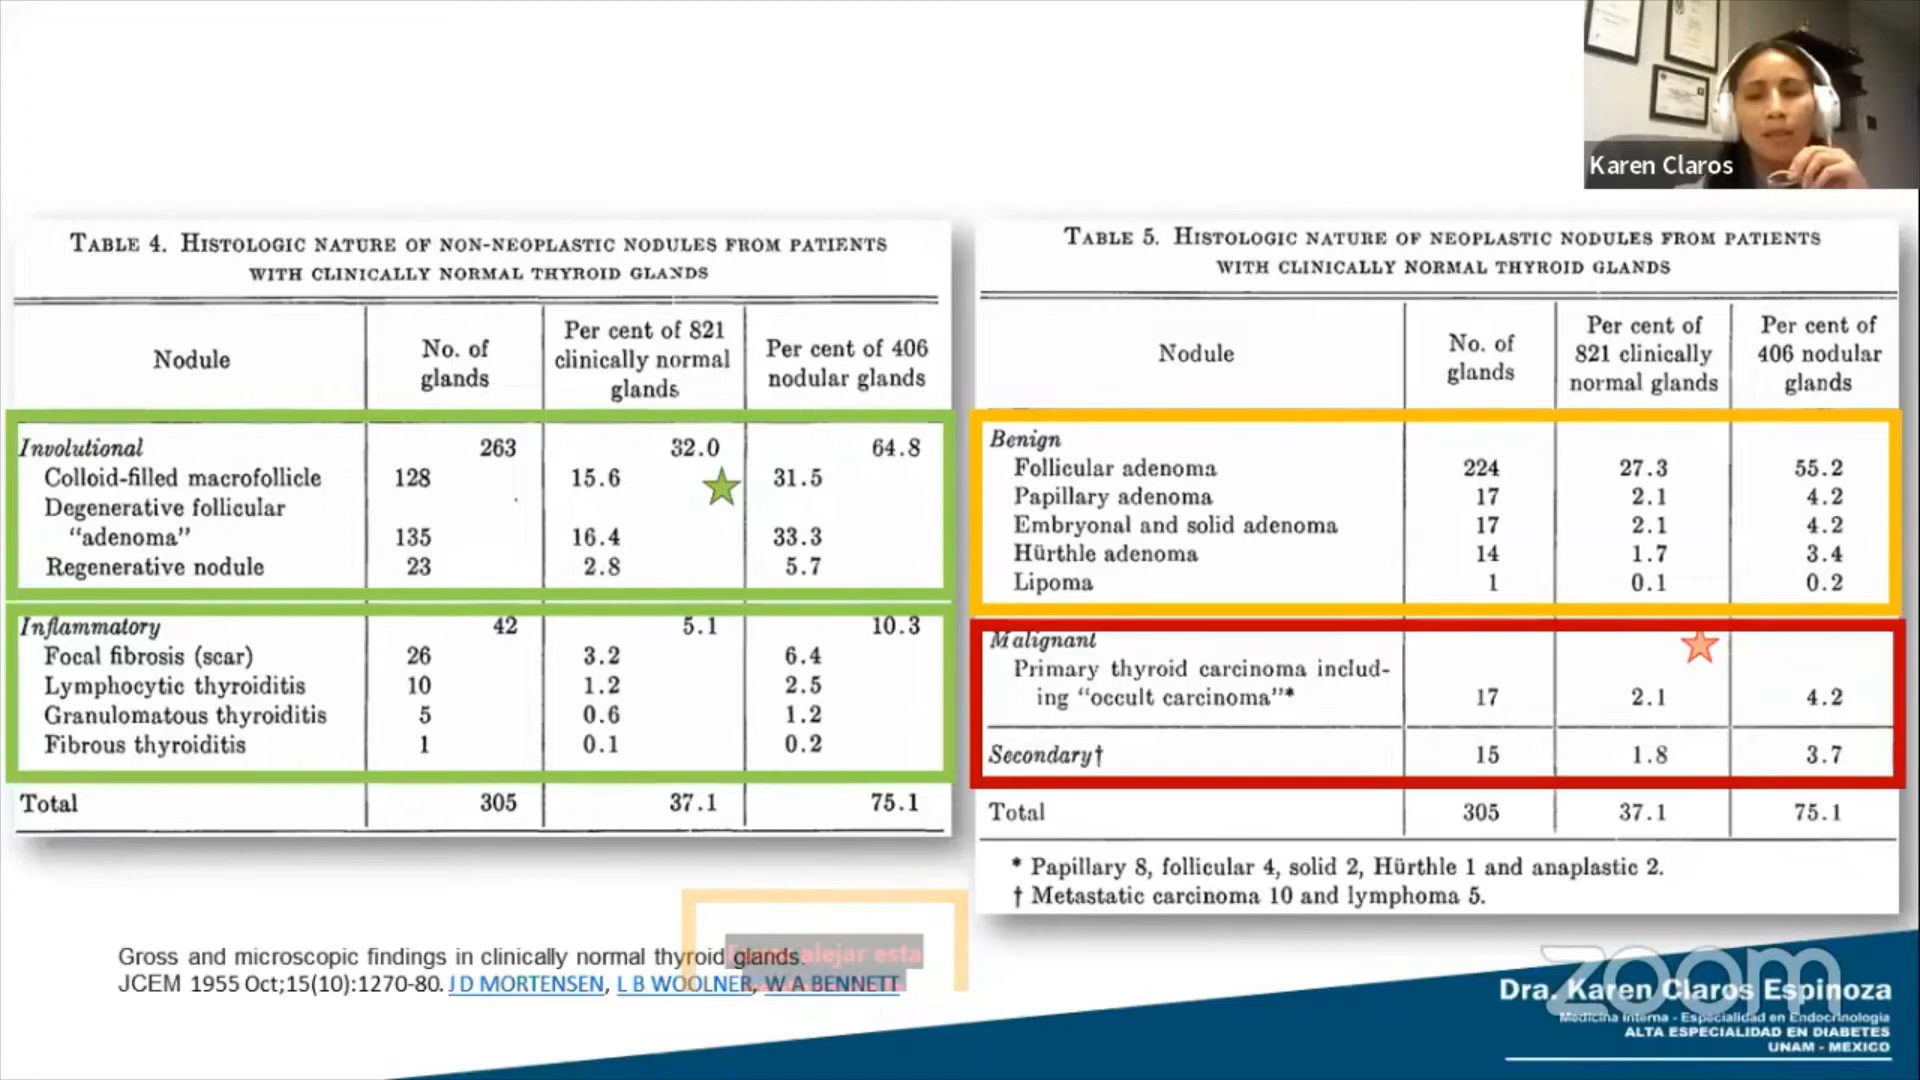 Karen Claros
TABLE 4. HISTOLOGIC NATURE OF NON-NEOPLASTIC NODULES FROM PATIENTS
WITH CLINICALLY NORMAL THYROID GLANDS
Nodule
No. of
glands
Per cent of 821
clinically normal
glands
Per cent of 406
nodular glands
Involutional 263 32.0 64.8
Colloid-filled macrofollicle 128 15.6 31.5
Degenerative follicular
"adenoma" 135 16.4 33.3
Regenerative nodule 23 2.8 5.7
Inflammatory 42 5.1 10.3
Focal fibrosis (scar) 26 3.2 6.4
Lymphocytic thyroiditis 10 1.2 2.5
Granulomatous thyroiditis 5 0.6 1.2
Fibrous thyroiditis 1 0.1 0.2
Total 305 37.1 75.1
TABLE 5. HISTOLOGIC NATURE OF NEOPLASTIC NODULES FROM PATIENTS
WITH CLINICALLY NORMAL THYROID GLANDS
Nodule
No. of
glands
Per cent of
821 clinically
normal glands
Per cent of
406 nodular
glands
Benign
Follicular adenoma 224 27.3 55.2
Papillary adenoma 17 2.1 4.2
Embryonal and solid adenoma 17 2.1 4.2
Hürthle adenoma 14 1.7 3.4
Lipoma 1 0.1 0.2
Malignant
Primary thyroid carcinoma includ-
ing "occult carcinoma"* 17 2.1 4.2
Secondary† 15 1.8 3.7
Total 305 37.1 75.1
* Papillary 8, follicular 4, solid 2, Hürthle 1 and anaplastic 2.
† Metastatic carcinoma 10 and lymphoma 5.
alejar esta
Gross and microscopic findings in clinically normal thyroid glands.
JCEM 1955 Oct;15(10):1270-80. J D MORTENSEN, L B WOOLNER, W A BENNETT
zoom
Dra. Karen Claros Espinoza
Medicina Interna - Especialidad en Endocrinología
ALTA ESPECIALIDAD EN DIABETES
UNAM - MEXICO